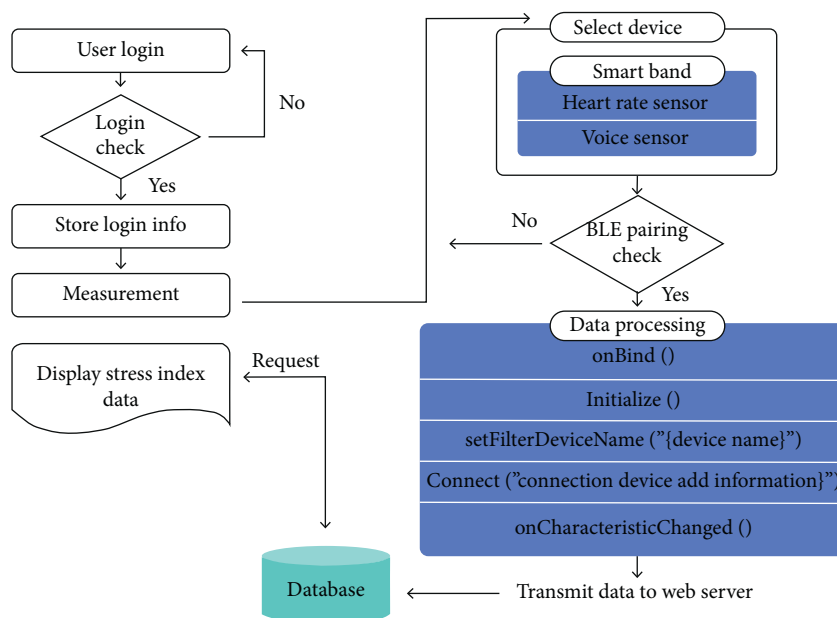 User login
No
Login
check
Yes
Store login info
Measurement
Display stress index
data
Request
Select device
Smart band
Heart rate sensor
Voice sensor
No
BLE pairing
check
Yes
Data processing
onBind ()
Initialize ()
setFilterDeviceName (”{device name}”)
Connect (”connection device add information}”)
onCharacteristicChanged ()
Transmit data to web server
Database